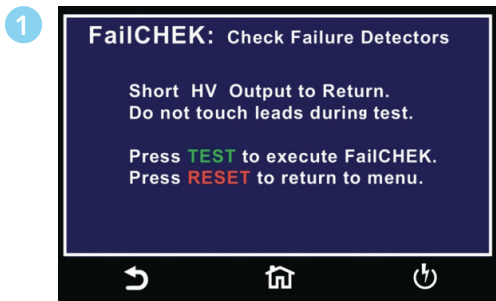 1
FailCHEK: Check Failure Detectors
Short HV Output to Return.
Do not touch leads during test.
Press TEST to execute FailCHEK.
Press RESET to return to menu.